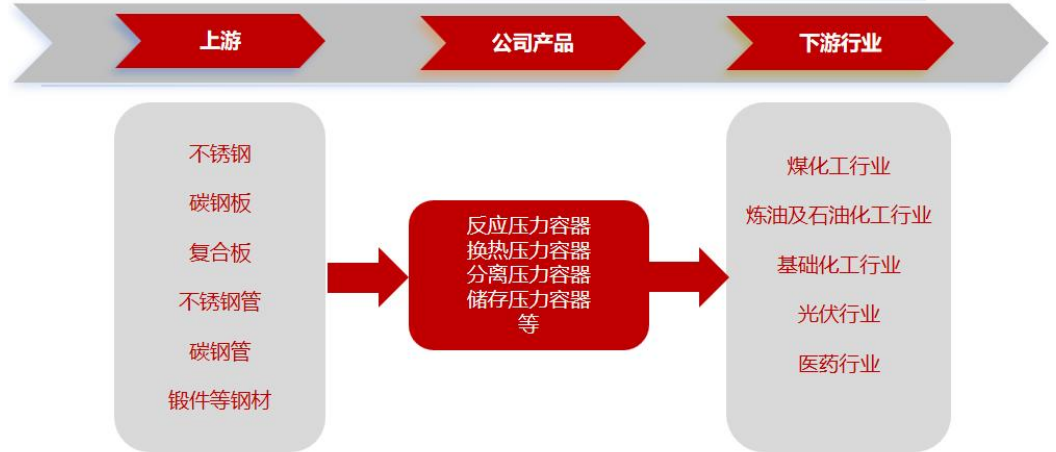 上游
公司产品
下游行业
不锈钢
碳钢板
复合板
不锈钢管
碳钢管
锻件等钢材
反应压力容器
换热压力容器
分离压力容器
储存压力容器
等
煤化工行业
炼油及石油化工行业
基础化工行业
光伏行业
医药行业